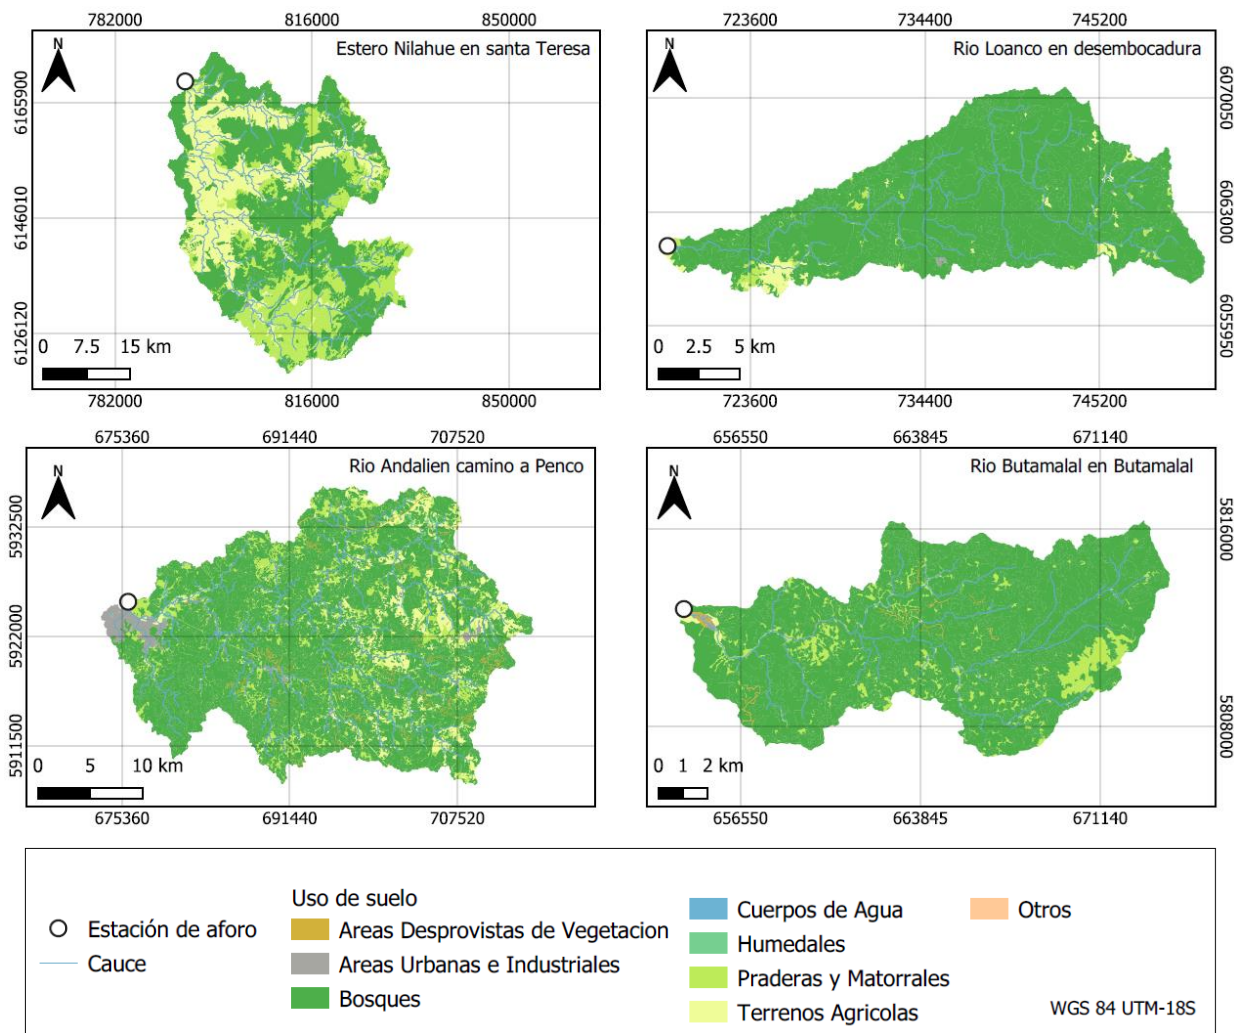 782000 816000 850000
N
Estero Nilahue en santa Teresa
6165900
6146010
6126120
0 7.5 15 km
782000 816000 850000
723600 734400 745200
N
Rio Loanco en desembocadura
6070050
6063000
6055950
0 2.5 5 km
723600 734400 745200
675360 691440 707520
N
Rio Andalien camino a Penco
5932500
5922000
5911500
0 5 10 km
675360 691440 707520
656550 663845 671140
N
Rio Butamalal en Butamalal
5816000
5808000
0 1 2 km
656550 663845 671140
Estación de aforo
Cauce
Uso de suelo
Areas Desprovistas de Vegetacion
Areas Urbanas e Industriales
Bosques
Cuerpos de Agua
Humedales
Praderas y Matorrales
Terrenos Agricolas
Otros
WGS 84 UTM-18S